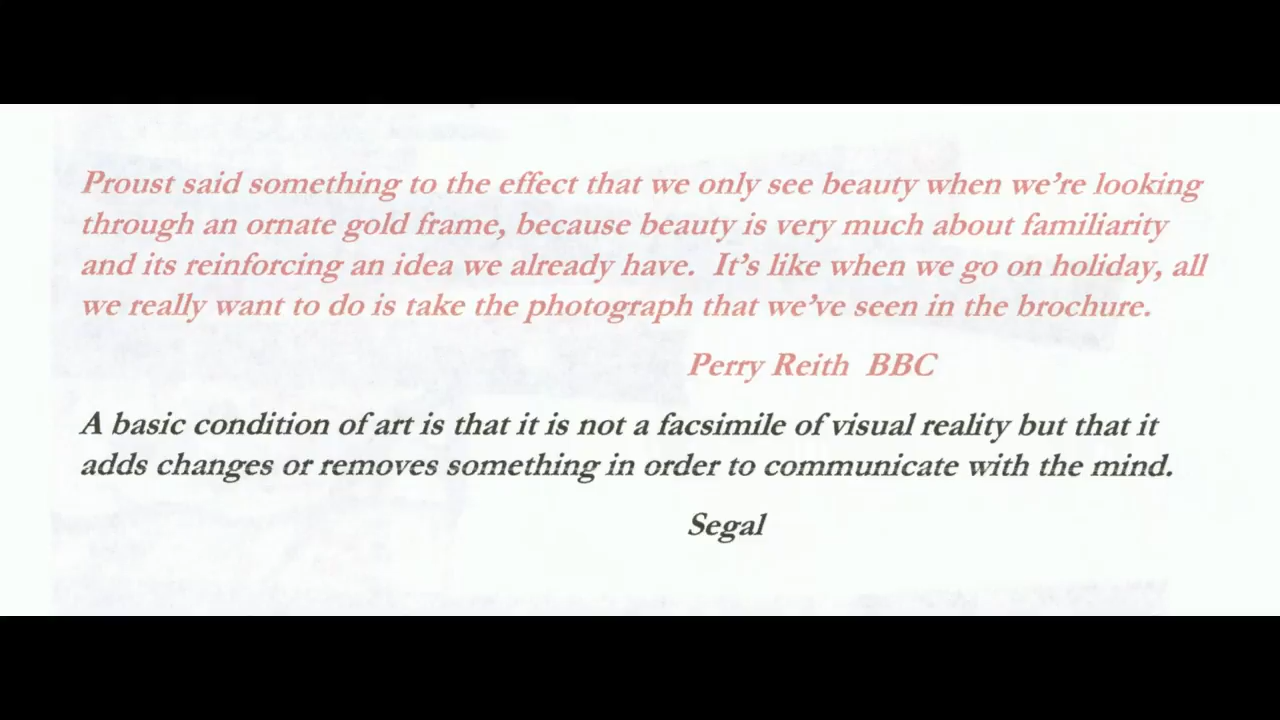 Proust said something to the effect that we only see beauty when we're looking
through an ornate gold frame, because beauty is very much about familiarity
and its reinforcing an idea we already have.  It's like when we go on holiday, all
we really want to do is take the photograph that we've seen in the brochure.
Perry Reith  BBC
A basic condition of art is that it is not a facsimile of visual reality but that it
adds changes or removes something in order to communicate with the mind.
Segal